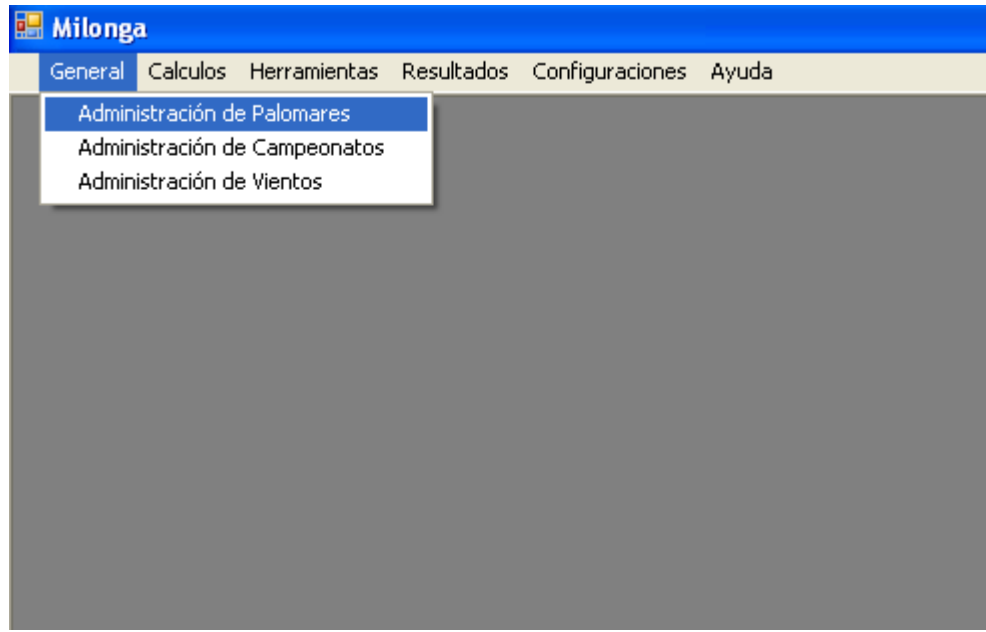 Milonga
General Calculos Herramientas Resultados Configuraciones Ayuda
Administración de Palomares
Administración de Campeonatos
Administración de Vientos